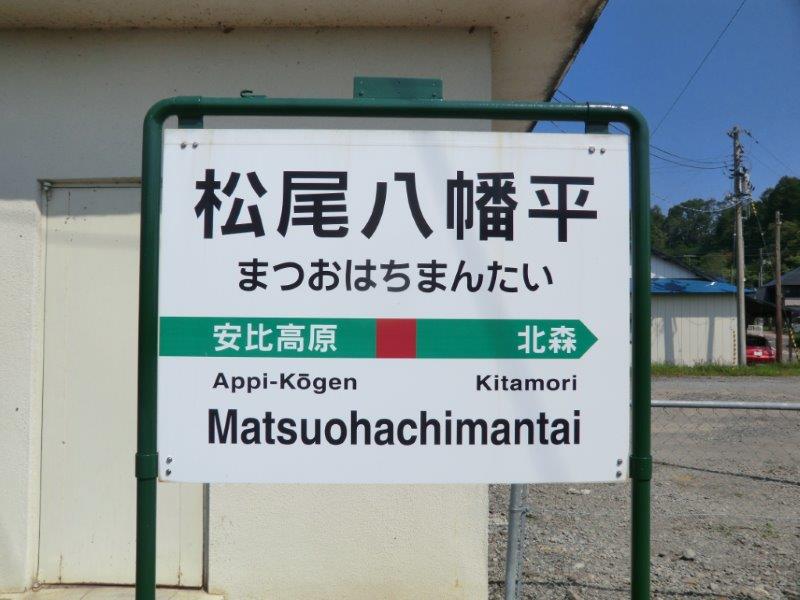 松尾八幡平
まつおはちまんたい
安比高原 北森
Appi-Kōgen Kitamori
Matsuohachimantai